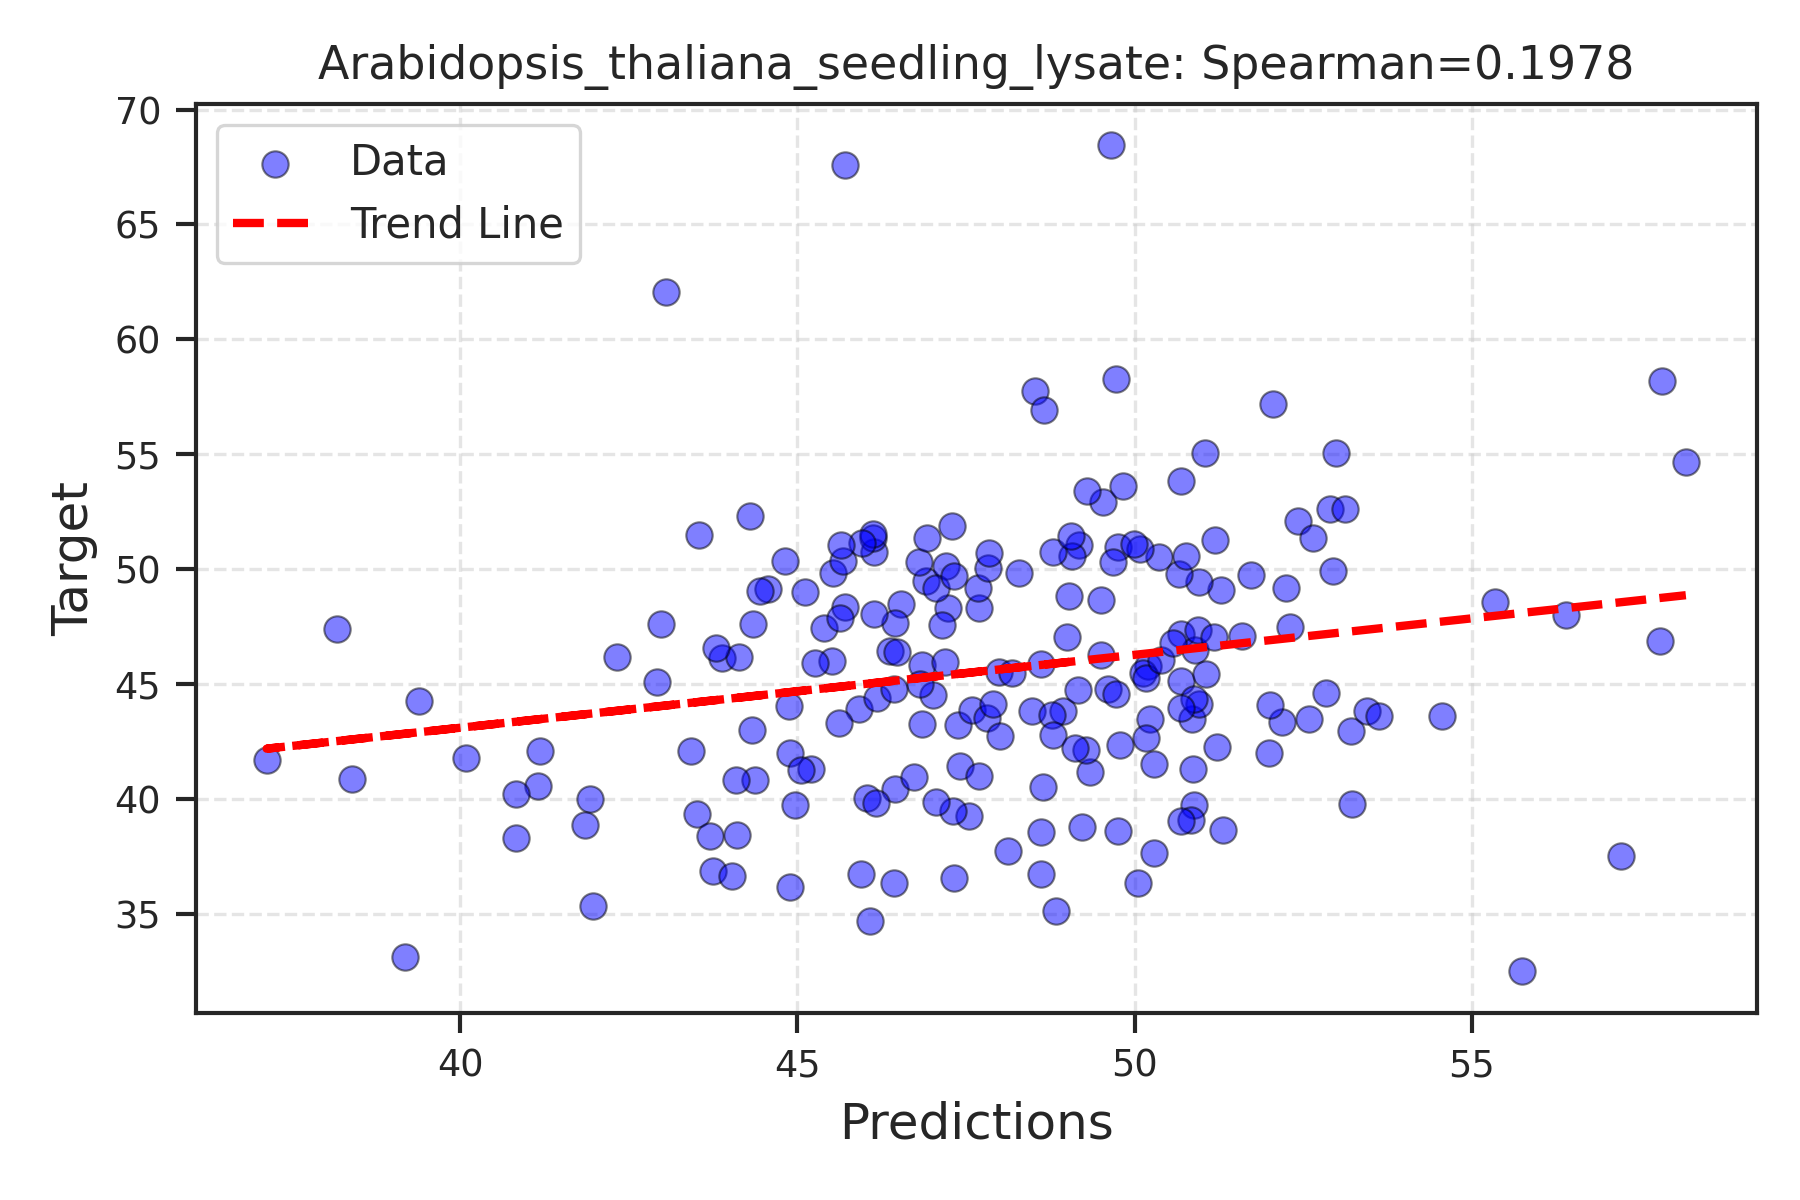 Arabidopsis_thaliana_seedling_lysate: Spearman=0.1978
Data
Trend Line
70
65
60
55
50
45
40
35
Target
40
45
50
55
Predictions